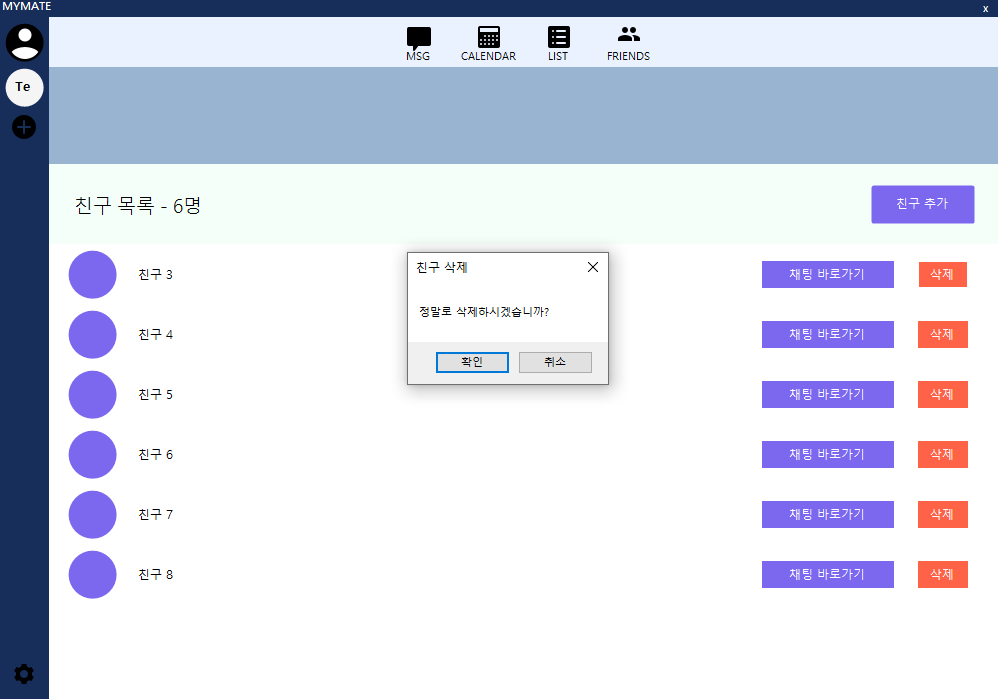 MYMATE
x
MSG
CALENDAR
LIST
FRIENDS
Te
친구 목록 - 6명
친구 추가
친구 3
채팅 바로가기
삭제
친구 삭제
정말로 삭제하시겠습니까?
확인
취소
친구 4
채팅 바로가기
삭제
친구 5
채팅 바로가기
삭제
친구 6
채팅 바로가기
삭제
친구 7
채팅 바로가기
삭제
친구 8
채팅 바로가기
삭제